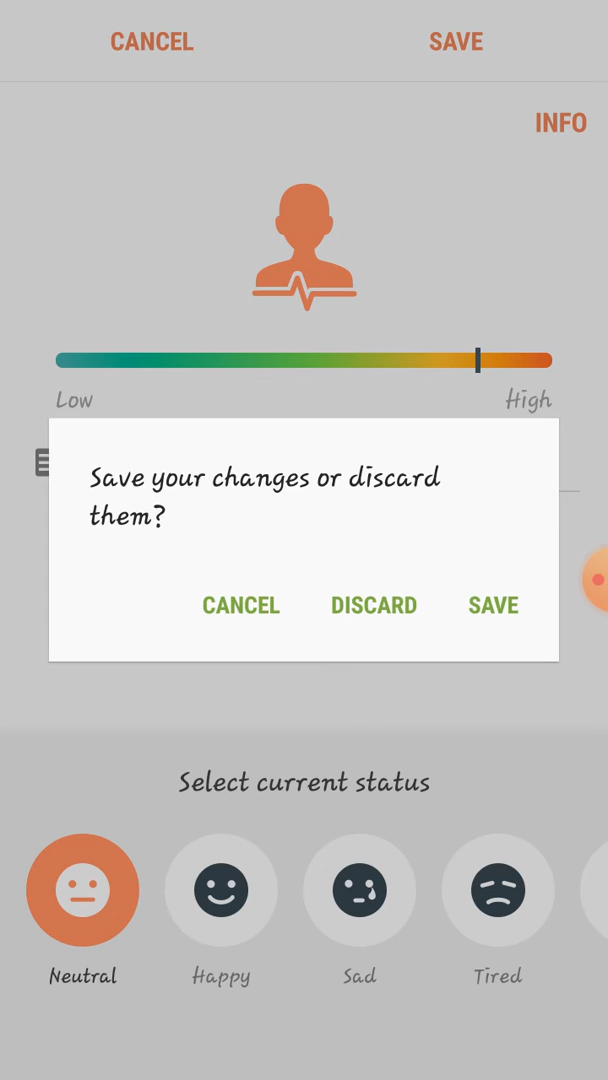 CANCEL SAVE
INFO
Low High
Save your changes or discard
them?
CANCEL DISCARD SAVE
Select current status
Neutral Happy Sad Tired